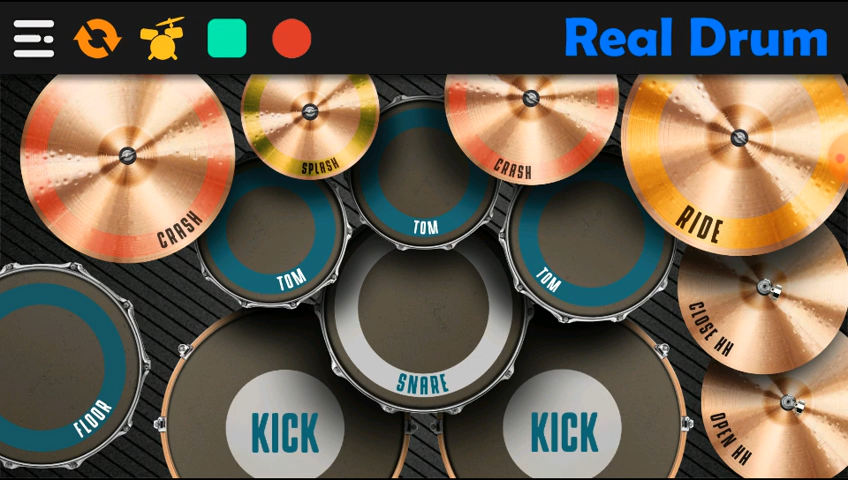 Real Drum
CRASH
SPLASH
CRASH
RIDE
TOM
TOM
TOM
CLOSE HH
SNARE
FLOOR
KICK
KICK
OPEN HH